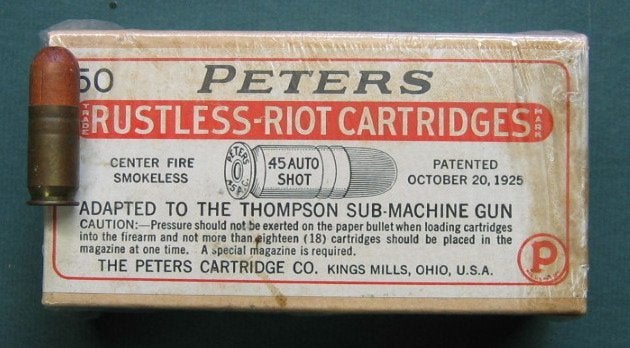 50 PETERS
TRADE RUSTLESS-RIOT CARTRIDGES MARK
CENTER FIRE
SMOKELESS
PETERS
.45 A.C.
.45 AUTO
SHOT
PATENTED
OCTOBER 20, 1925
ADAPTED TO THE THOMPSON SUB-MACHINE GUN
CAUTION:—Pressure should not be exerted on the paper bullet when loading cartridges
into the firearm and not more than eighteen (18) cartridges should be placed in the
magazine at one time. A special magazine is required.
THE PETERS CARTRIDGE CO. KINGS MILLS, OHIO, U.S.A.
P